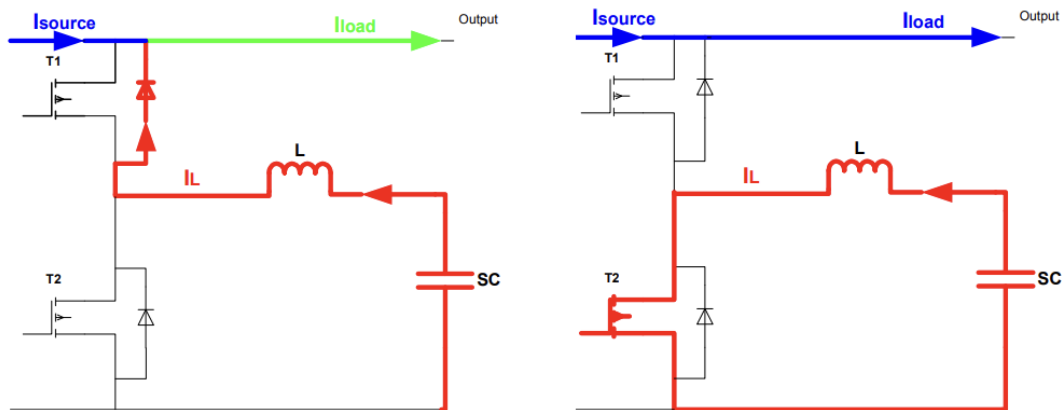 Isource
Iload
Output
T1
L
IL
T2
SC
Isource
Iload
Output
T1
L
IL
T2
SC